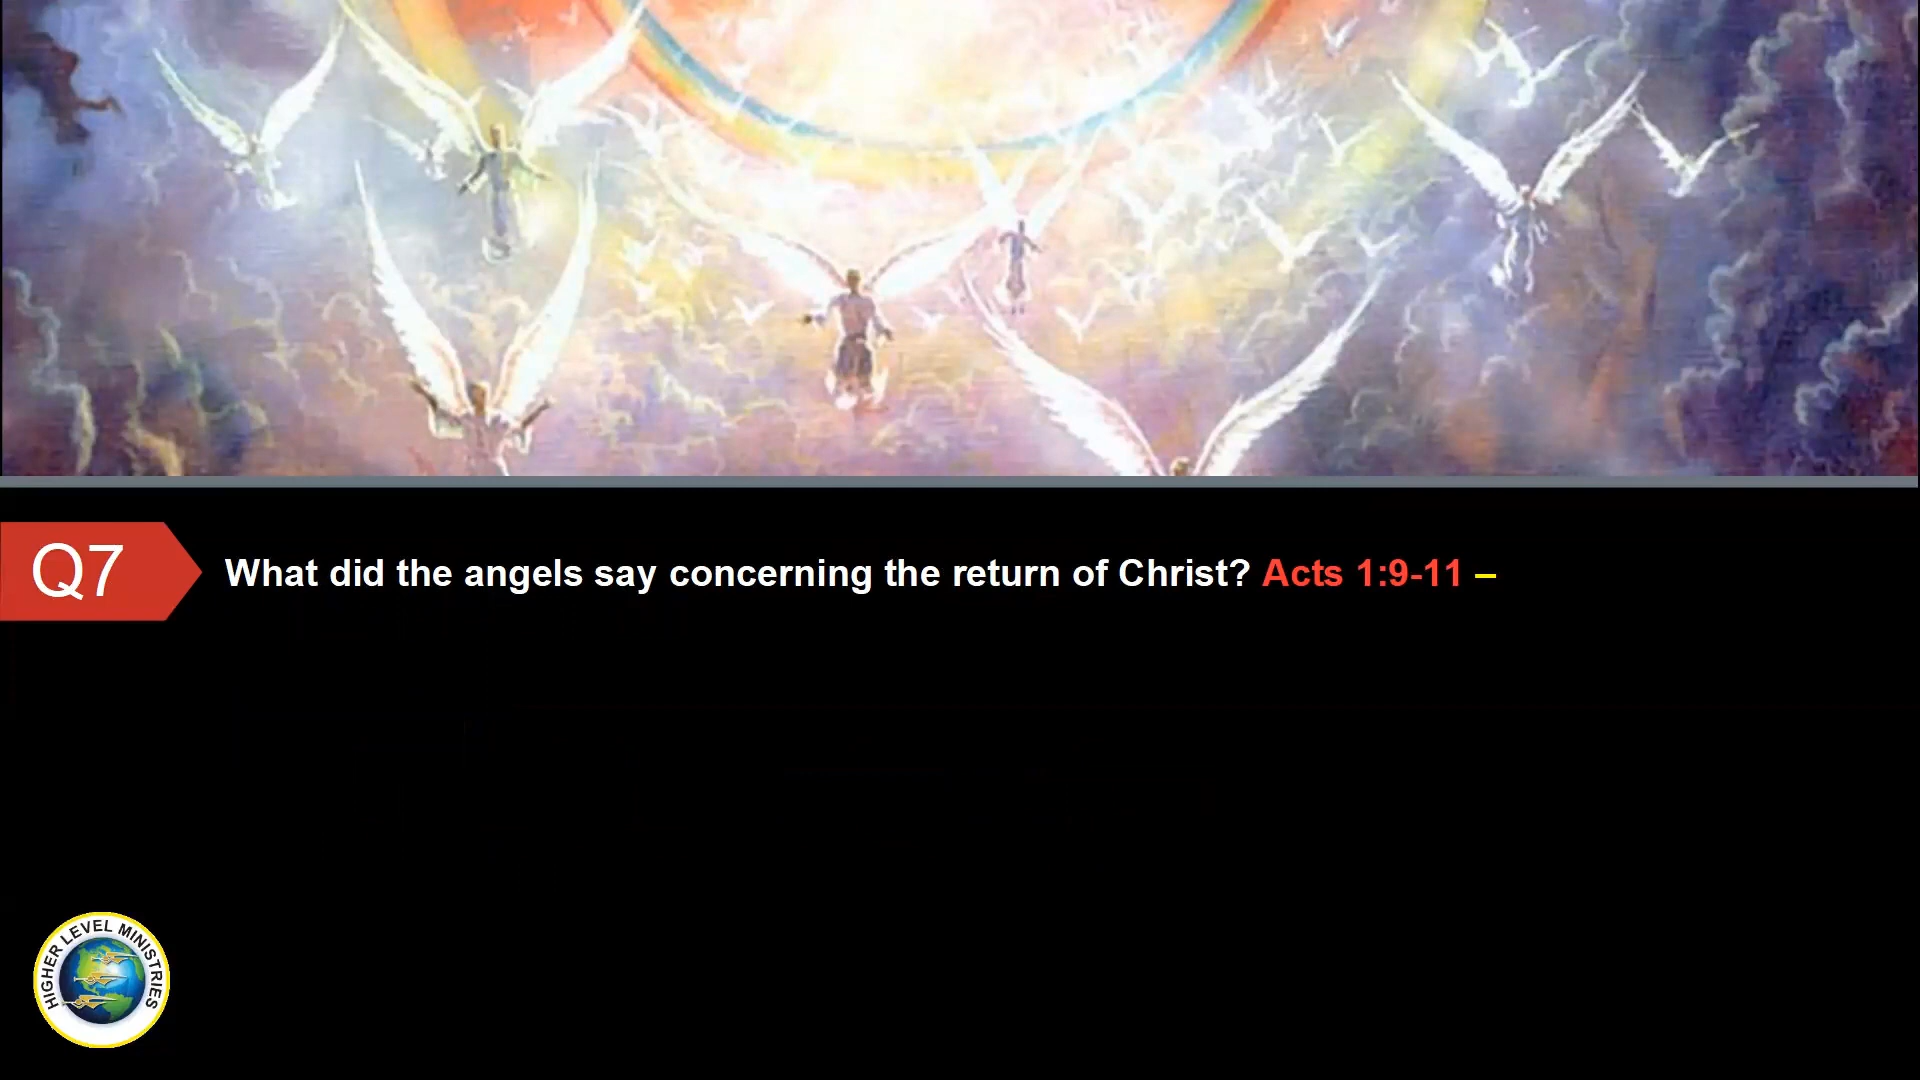 Q7
What did the angels say concerning the return of Christ? Acts 1:9-11 –
HIGHER LEVEL MINISTRIES